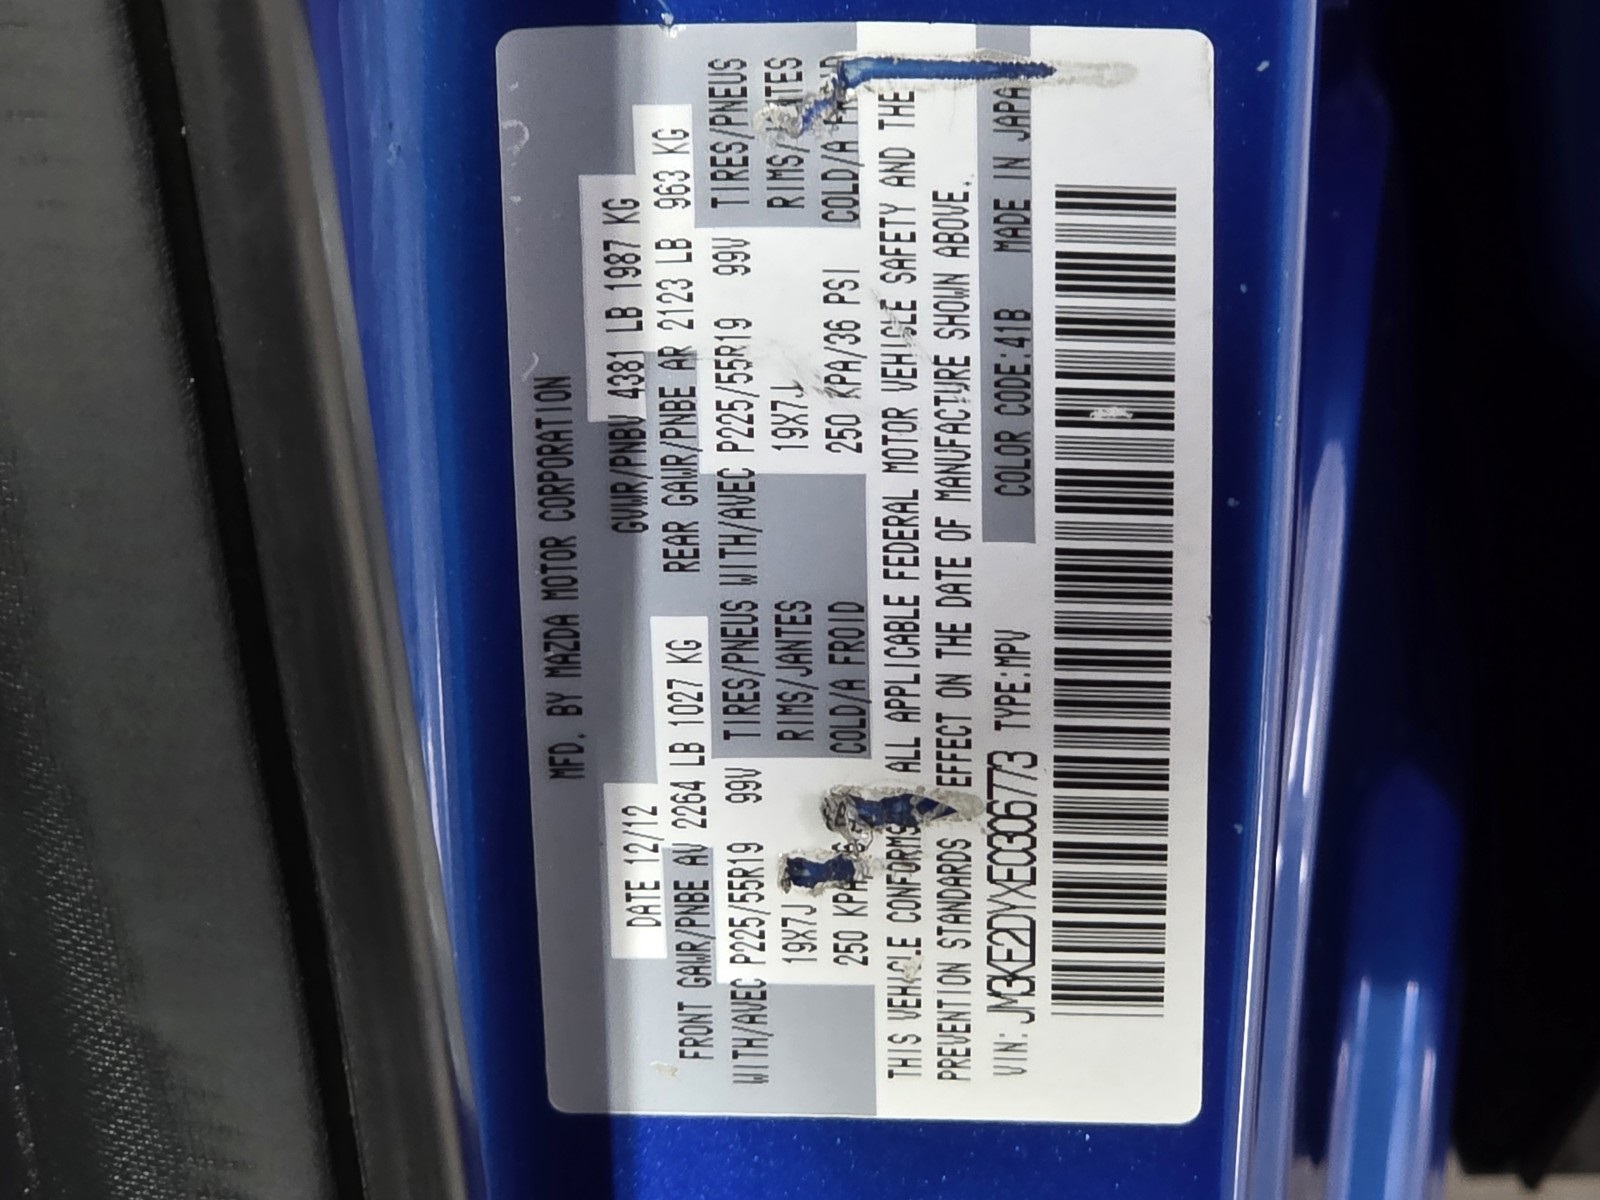 MFD. BY MAZDA MOTOR CORPORATION
DATE 12/12 GVWR/PNBV 4381 LB 1987 KG
FRONT GAWR/PNBE AV 2264 LB 1027 KG REAR GAWR/PNBE AR 2123 LB 963 KG
WITH/AVEC P225/55R19 99V TIRES/PNEUS WITH/AVEC P225/55R19 99V TIRES/PNEUS
19X7J RIMS/JANTES 19X7J RIMS/
250 COLD/A FROID 250 KPA/36 PSI COLD/A
THIS VEHICLE CONFORMS ALL APPLICABLE FEDERAL MOTOR VEHICLE SAFETY AND THE
PREVENTION STANDARDS EFFECT ON THE DATE OF MANUFACTURE SHOWN ABOVE.
VIN: JM3KE2DYXE0306773 TYPE:MPV COLOR CODE:41B MADE IN JAPA